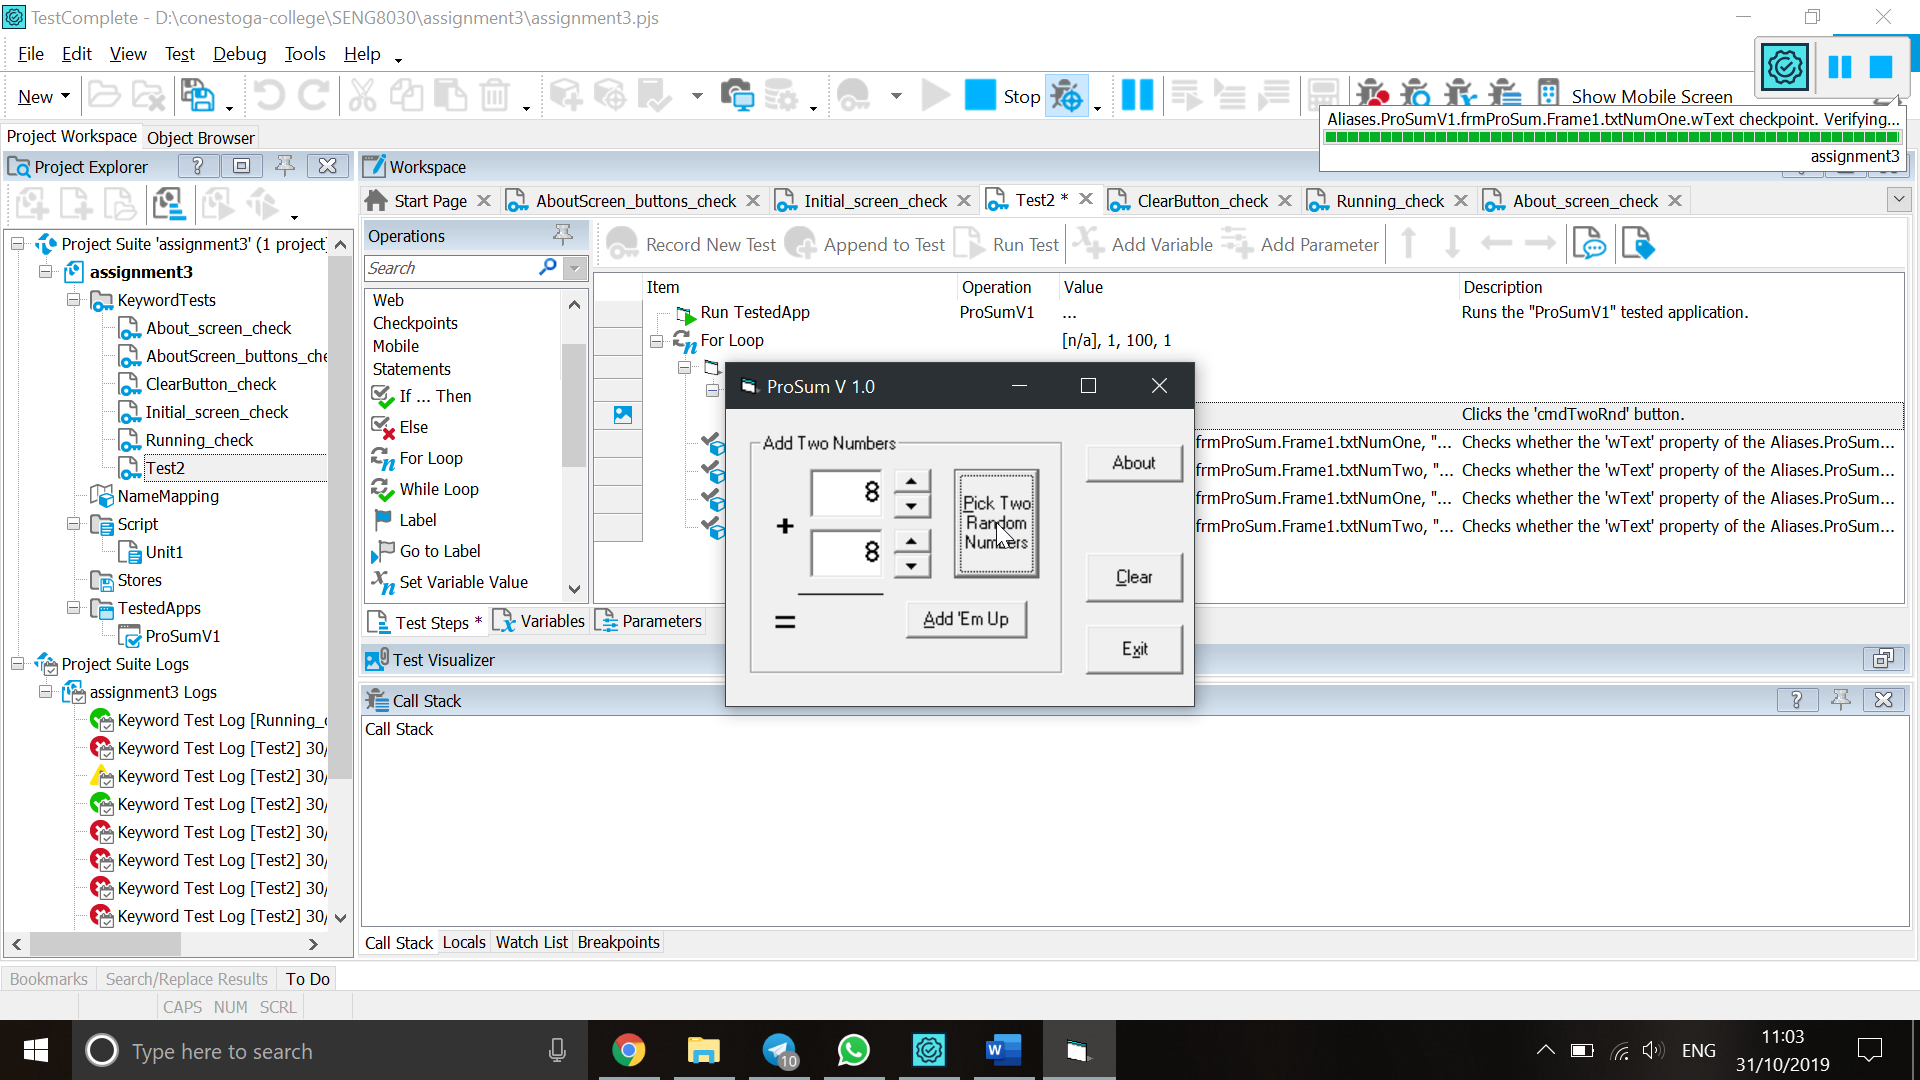 TestComplete - D:\conestoga-college\SENG8030\assignment3\assignment3.pjs
File Edit View Test Debug Tools Help
New Stop Show Mobile Screen
Aliases.ProSumV1.frmProSum.Frame1.txtNumOne.wText checkpoint. Verifying...
assignment3
Project Workspace Object Browser
Project Explorer
Project Suite 'assignment3' (1 project
assignment3
KeywordTests
About_screen_check
AboutScreen_buttons_che
ClearButton_check
Initial_screen_check
Running_check
Test2
NameMapping
Script
Unit1
Stores
TestedApps
ProSumV1
Project Suite Logs
assignment3 Logs
Keyword Test Log [Running_
Keyword Test Log [Test2] 30/
Keyword Test Log [Test2] 30/
Keyword Test Log [Test2] 30/
Keyword Test Log [Test2] 30/
Keyword Test Log [Test2] 30/
Keyword Test Log [Test2] 30/
Keyword Test Log [Test2] 30/
Workspace
Start Page AboutScreen_buttons_check Initial_screen_check Test2 * ClearButton_check Running_check About_screen_check
Operations
Search
Web
Checkpoints
Mobile
Statements
If ... Then
Else
For Loop
While Loop
Label
Go to Label
Set Variable Value
Record New Test Append to Test Run Test Add Variable Add Parameter
Item Operation Value Description
Run TestedApp ProSumV1 ... Runs the "ProSumV1" tested application.
For Loop [n/a], 1, 100, 1
Clicks the 'cmdTwoRnd' button.
frmProSum.Frame1.txtNumOne, "... Checks whether the 'wText' property of the Aliases.ProSum...
frmProSum.Frame1.txtNumTwo, "... Checks whether the 'wText' property of the Aliases.ProSum...
frmProSum.Frame1.txtNumOne, "... Checks whether the 'wText' property of the Aliases.ProSum...
frmProSum.Frame1.txtNumTwo, "... Checks whether the 'wText' property of the Aliases.ProSum...
ProSum V 1.0
Add Two Numbers
8
+
8
=
Pick Two
Random
Numbers
Add 'Em Up
About
Clear
Exit
Test Steps * Variables Parameters
Test Visualizer
Call Stack
Call Stack
Call Stack Locals Watch List Breakpoints
Bookmarks Search/Replace Results To Do
CAPS NUM SCRL
Type here to search
10
ENG
11:03
31/10/2019